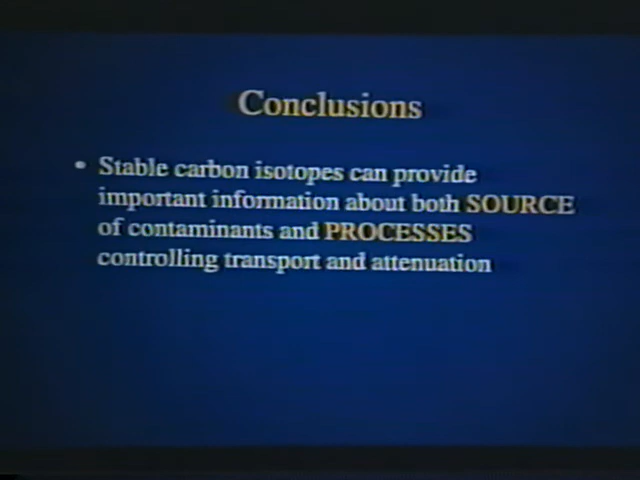 Conclusions
• Stable carbon isotopes can provide
important information about both SOURCE
of contaminants and PROCESSES
controlling transport and attenuation